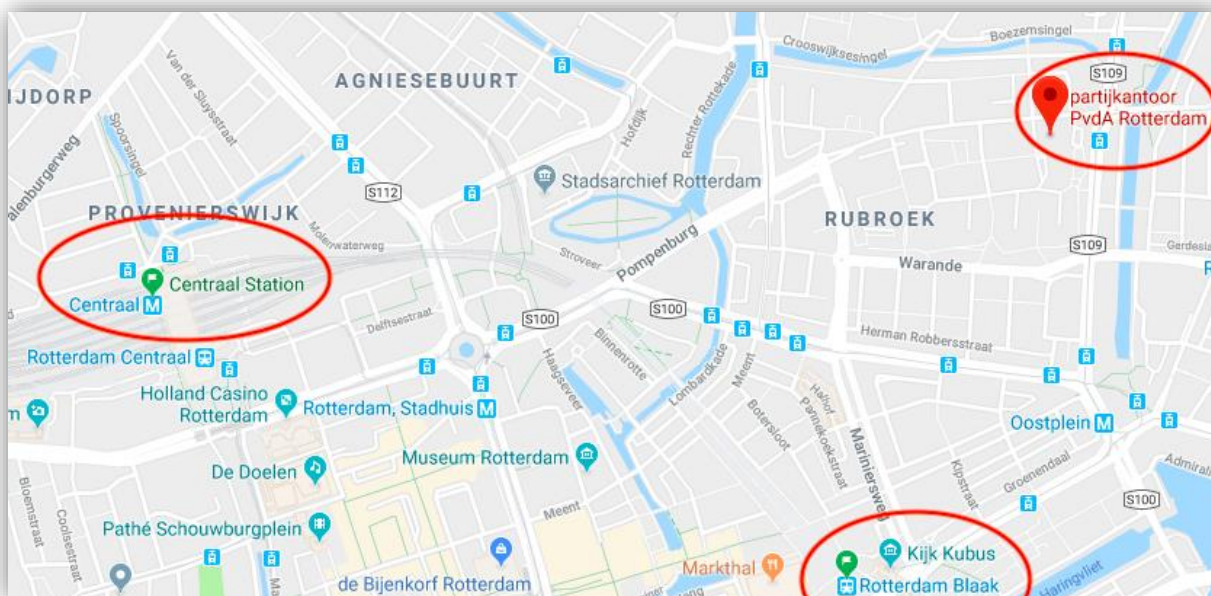 Boezemsingel
Crooswijksesingel
S109
AGNIESEBUURT
IJDORP
Van der Sluysstraat
Spoorsingel
alenburgerweg
Hofdijk
Rechter Rottekade
partijkantoor
PvdA Rotterdam
S112
Stadsarchief Rotterdam
PROVENIERSWIJK
Molenwaterweg
RUBROEK
Stroveer
Pompenburg
S109
Gerdesia
Warande
R
Centraal Station
Centraal M
Delftsestraat
S100
S100
Binnenrotte
Herman Robbersstraat
Rotterdam Centraal
Haagseveer
Lombardkade
Meent
Holland Casino
Rotterdam
Rotterdam, Stadhuis M
Botersloot
Halhof
Pannekoekstraat
Mariniersweg
Oostplein M
m
De Doelen
Museum Rotterdam
Klipstraat
Groenendaal
Admirali
S100
Bloemstraat
Coolsestraat
Pathé Schouwburgplein
Meent
Kijk Kubus
de Bijenkorf Rotterdam
Markthal
Rotterdam Blaak
Haringvliet